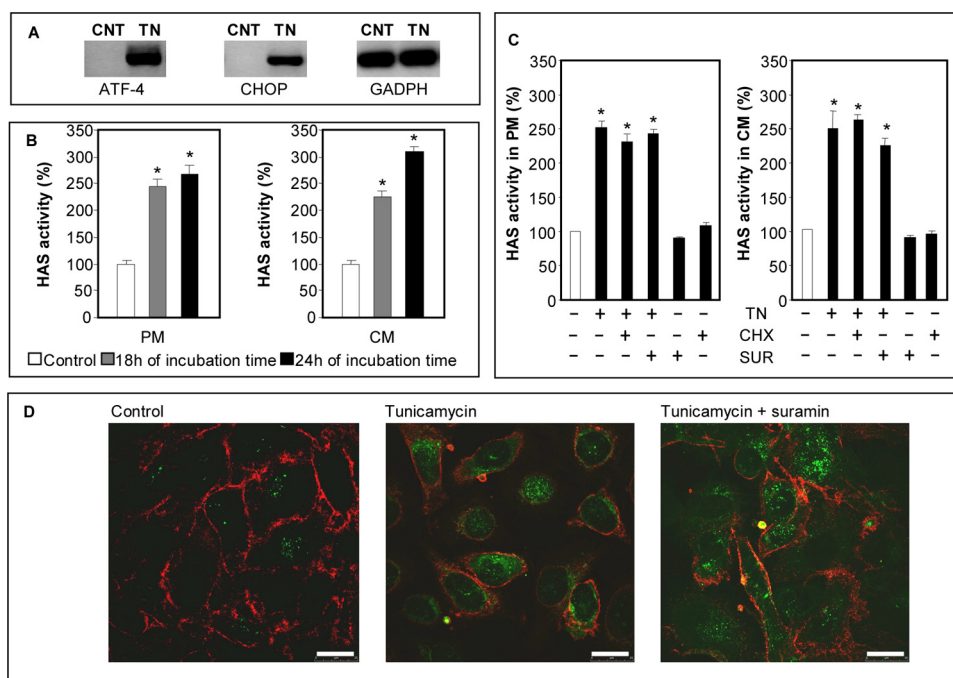 A
CNT TN
CNT TN
CNT TN
ATF-4
CHOP
GADPH
B
HAS activity (%)
350
300
250
200
150
100
50
0
PM
HAS activity (%)
350
300
250
200
150
100
50
0
CM
* *
* *
Control 18h of incubation time 24h of incubation time
C
HAS activity in PM (%)
350
300
250
200
150
100
50
0
* * *
HAS activity in CM (%)
350
300
250
200
150
100
50
0
* * *
− + + + − − TN − + + + − −
− − + − − + CHX − − + − − +
− − − + + − SUR − − − + + −
D
Control
Tunicamycin
Tunicamycin + suramin